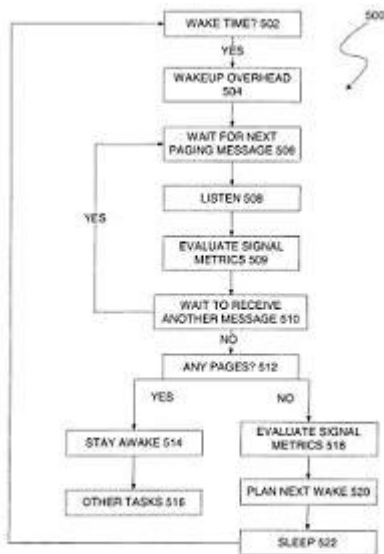 WAKE TIME? 502
500
YES
WAKEUP OVERHEAD
504
WAIT FOR NEXT
PAGING MESSAGE 506
LISTEN 508
YES
EVALUATE SIGNAL
METRICS 509
WAIT TO RECEIVE
ANOTHER MESSAGE 510
NO
ANY PAGES? 512
YES
NO
STAY AWAKE 514
EVALUATE SIGNAL
METRICS 518
OTHER TASKS 516
PLAN NEXT WAKE 520
SLEEP 522